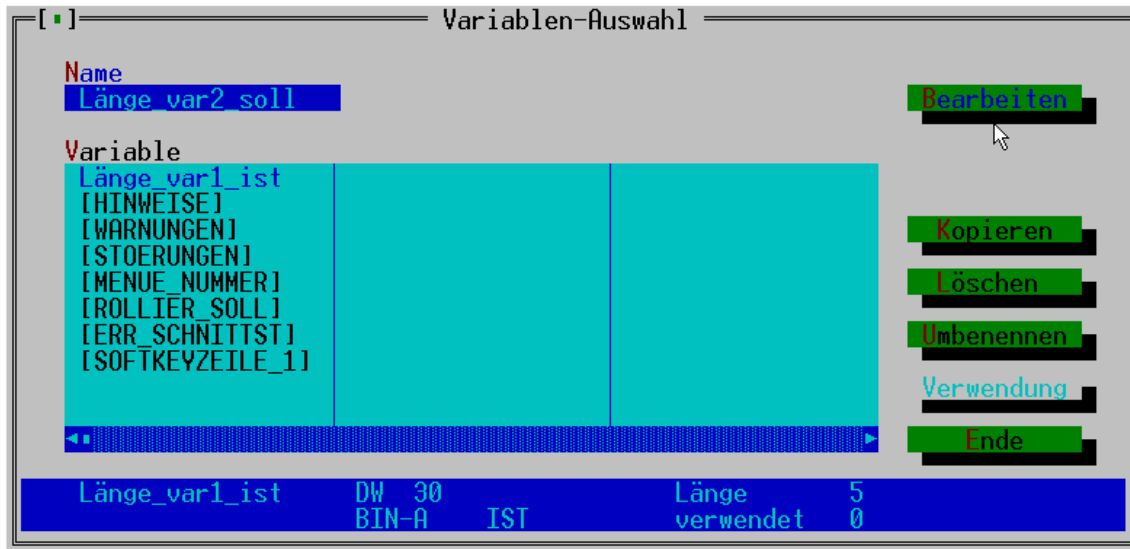 [▪] Variablen-Auswahl
Name
Länge_var2_soll
Bearbeiten
Variable
Länge_var1_ist
[HINWEISE]
[WARNUNGEN]
[STOERUNGEN]
[MENUE_NUMMER]
[ROLLIER_SOLL]
[ERR_SCHNITTST]
[SOFTKEYZEILE_1]
Kopieren
Löschen
Umbenennen
Verwendung
Ende
Länge_var1_ist DW 30 Länge 5
BIN-A IST verwendet 0